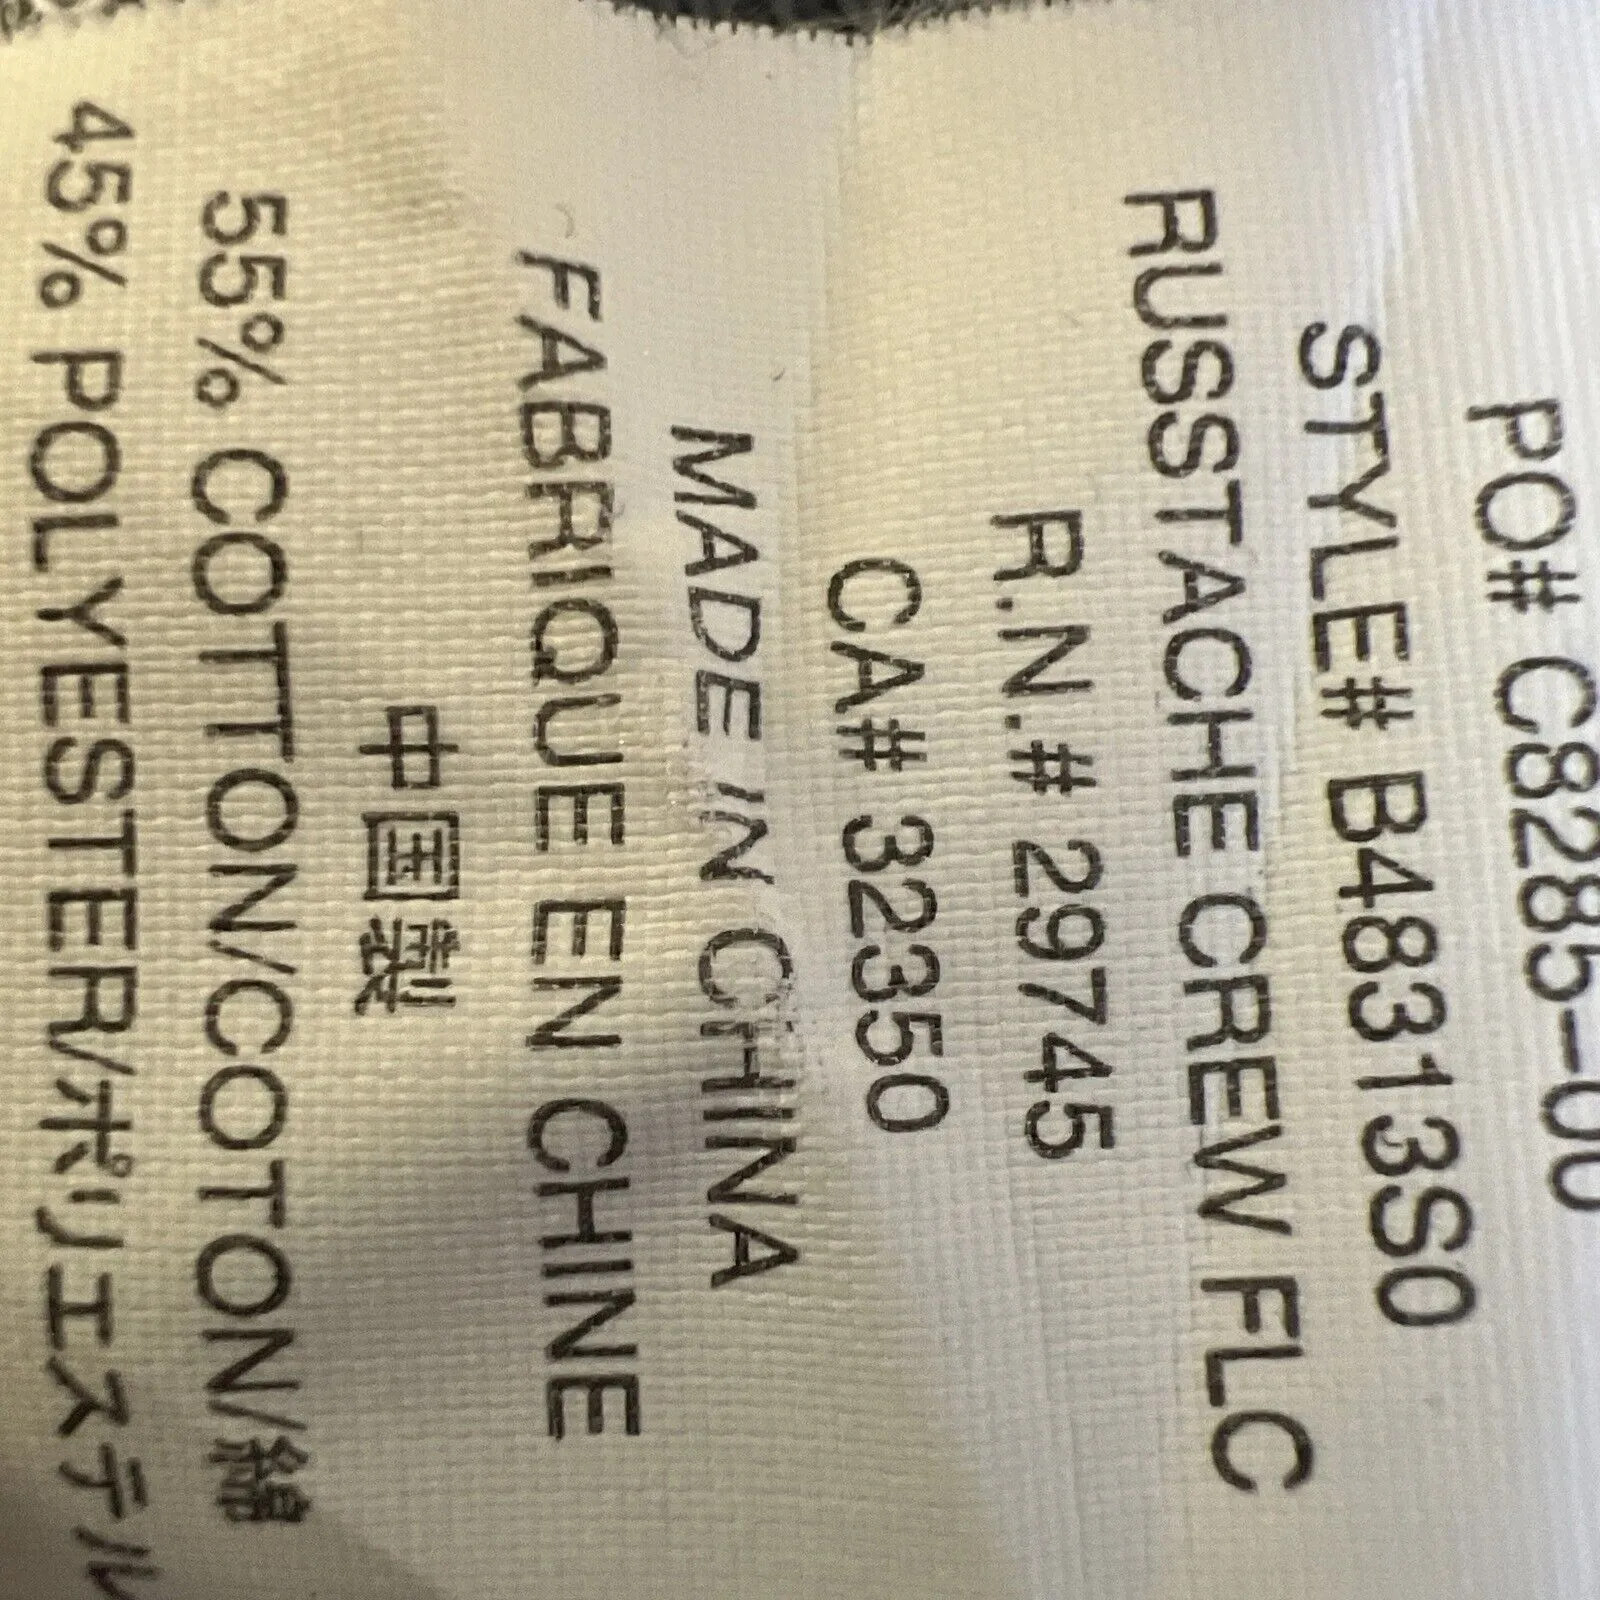 PO# C8285-00
STYLE# B48313S0
RUSSTACHE CREW FLC
R.N.# 29745
CA# 32350
MADE IN CHINA
FABRIQUE EN CHINE
中国製
55% COTTON/COTON/綿
45% POLYESTER/ポリエステル